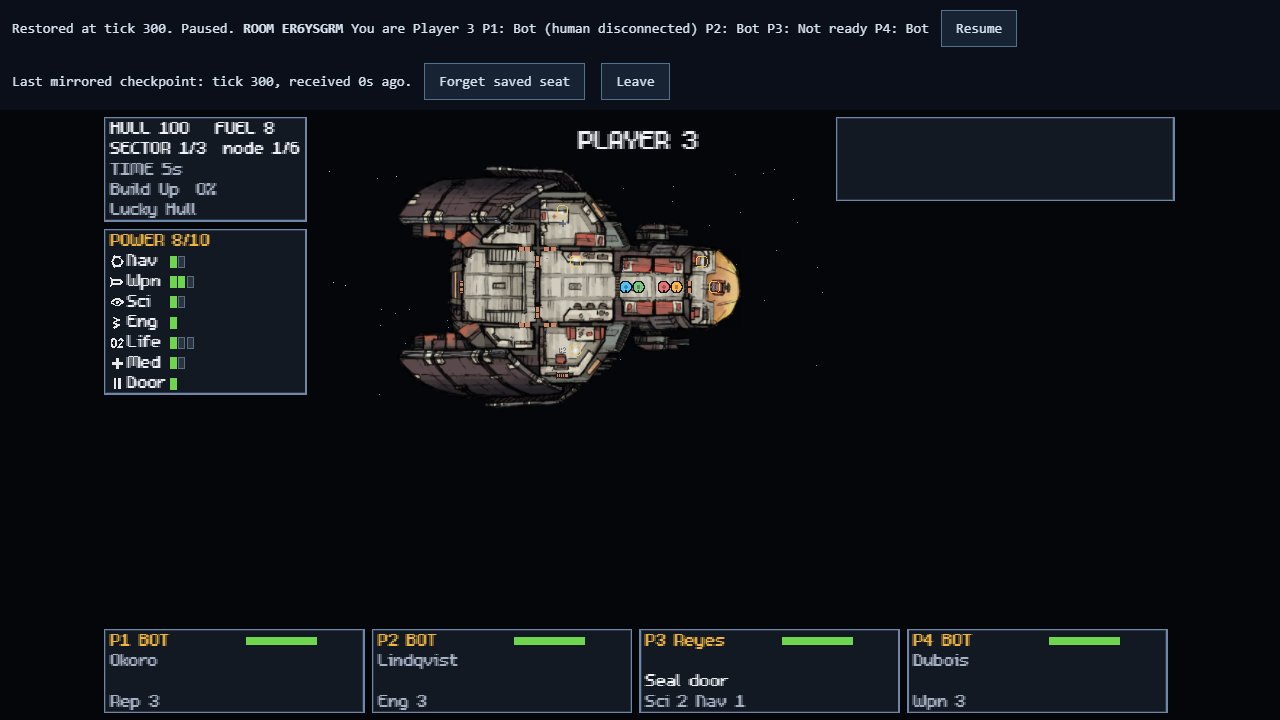 Restored at tick 300. Paused. ROOM ER6YSGRM You are Player 3 P1: Bot (human disconnected) P2: Bot P3: Not ready P4: Bot Resume
Last mirrored checkpoint: tick 300, received 0s ago. Forget saved seat Leave
HULL 100 FUEL 8
SECTOR 1/3 node 1/6
TIME 5s
Build Up 0%
Lucky Hull
PLAYER 3
POWER 8/10
Nav
Wpn
Sci
Eng
O2 Life
Med
Door
P1 BOT
Okoro
Rep 3
P2 BOT
Lindqvist
Eng 3
P3 Reyes
Seal door
Sci 2 Nav 1
P4 BOT
Dubois
Wpn 3